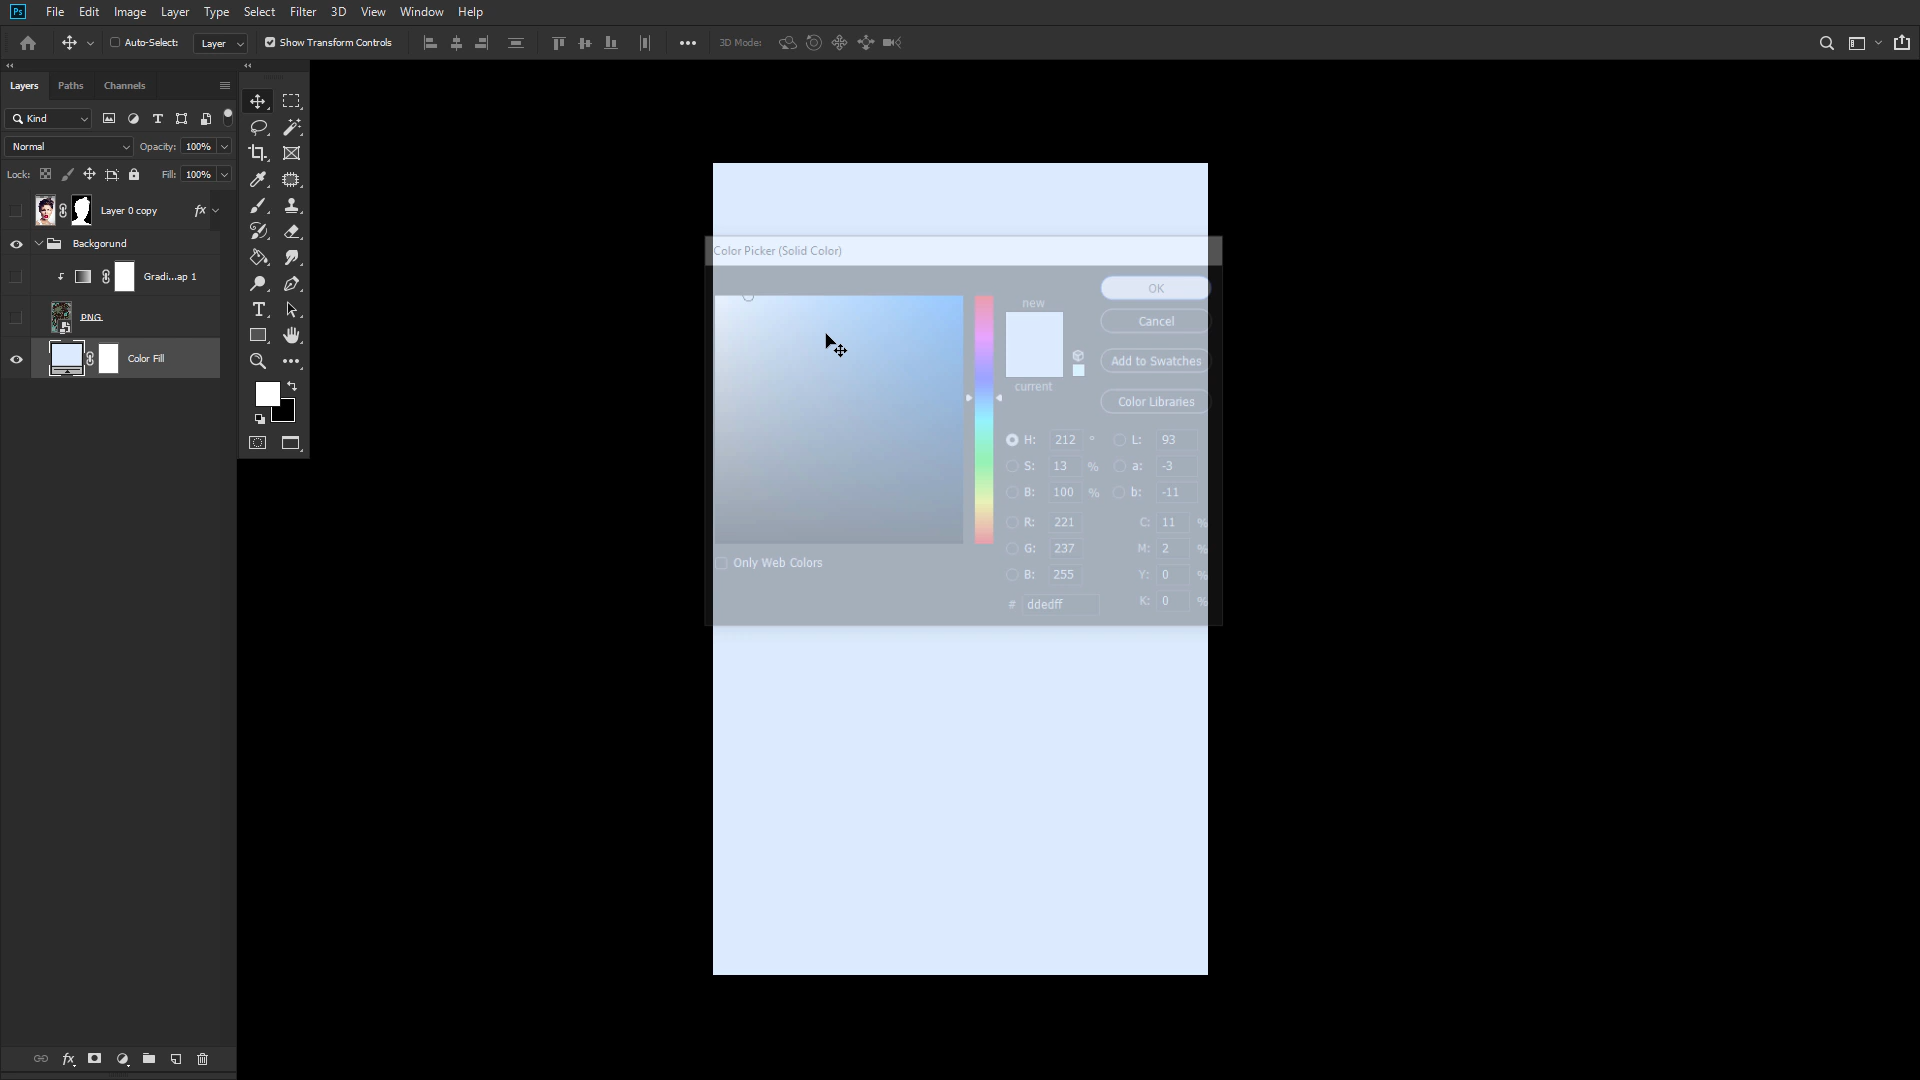 Ps File Edit Image Layer Type Select Filter 3D View Window Help
Auto-Select: Layer Show Transform Controls 3D Mode:
Layers Paths Channels
Kind
Normal Opacity: 100%
Lock: Fill: 100%
Layer 0 copy fx
Backgorund
Gradi...ap 1
PNG
Color Fill
fx
Color Picker (Solid Color)
new
current
OK
Cancel
Add to Swatches
Color Libraries
H: 212 ° L: 93
S: 13 % a: -3
B: 100 % b: -11
R: 221 C: 11 %
G: 237 M: 2 %
B: 255 Y: 0 %
# ddedff K: 0 %
Only Web Colors